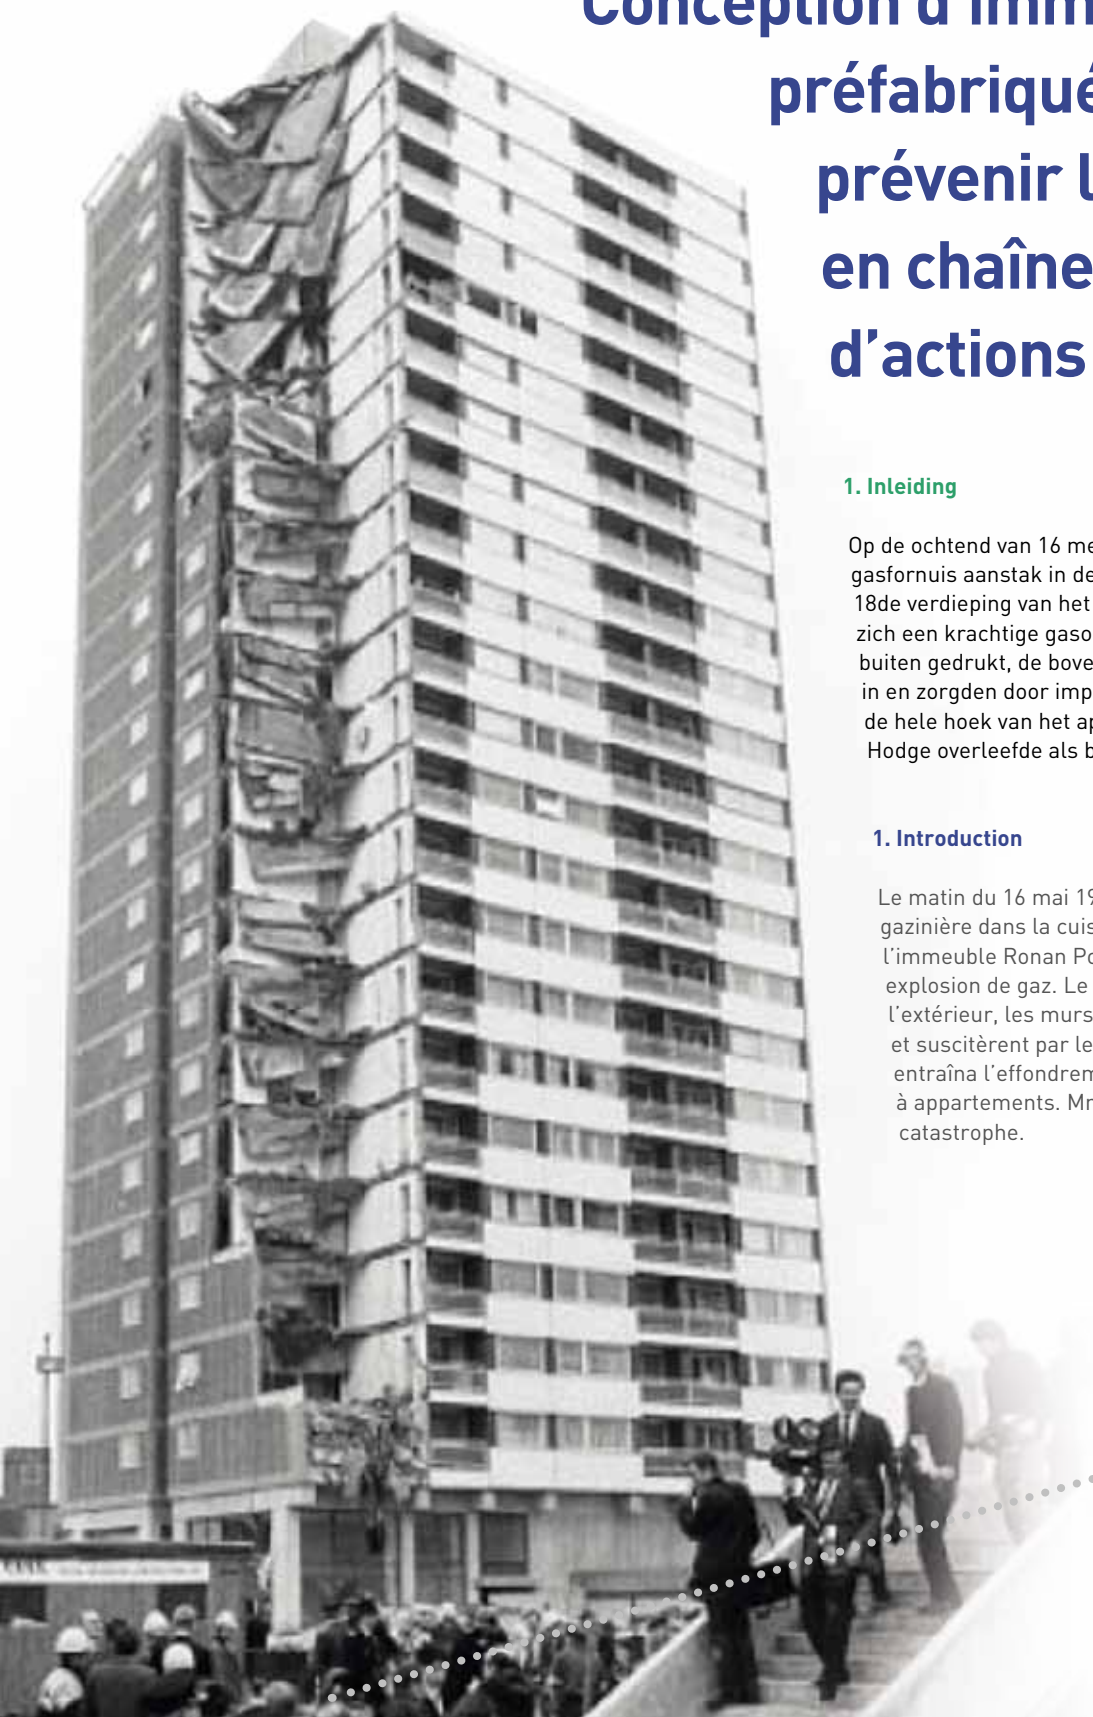 Conception d'imm
préfabriqué
prévenir l
en chaîne
d’actions
1. Inleiding
Op de ochtend van 16 me
gasfornuis aanstak in de
18de verdieping van het
zich een krachtige gaso
buiten gedrukt, de bove
in en zorgden door imp
de hele hoek van het ap
Hodge overleefde als b
1. Introduction
Le matin du 16 mai 19
gazinière dans la cuis
l’immeuble Ronan Po
explosion de gaz. Le
l’extérieur, les murs
et suscitèrent par le
entraîna l’effondrem
à appartements. Mr
catastrophe.